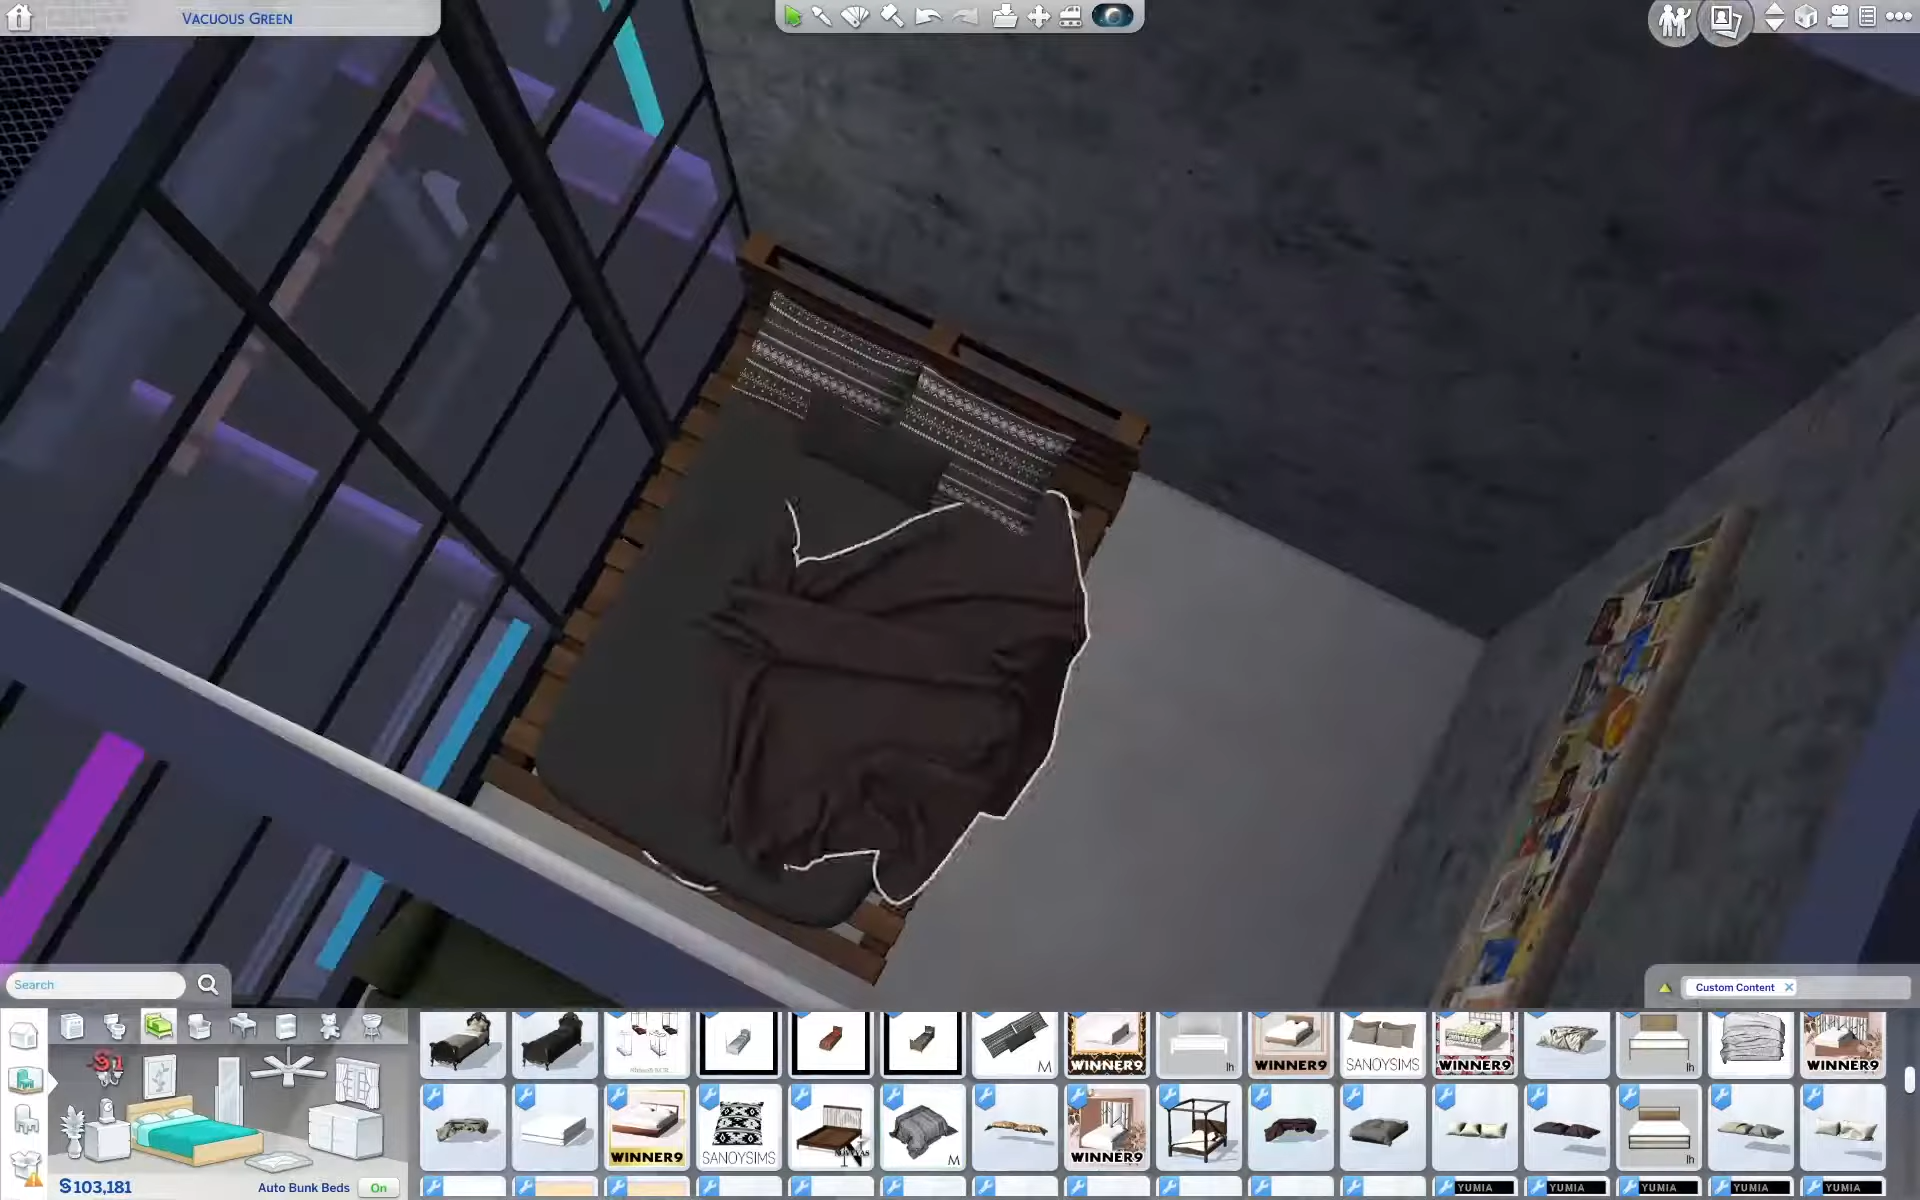 VACUOUS GREEN
Search
Custom Content
M
WINNER9
lh
WINNER9
SANOYSIMS
WINNER9
lh
WINNER9
WINNER9
SANOYSIMS
M
WINNER9
lh
$1
§103,181
Auto Bunk Beds
On
YUMIA
YUMIA
YUMIA
YUMIA
YUMIA